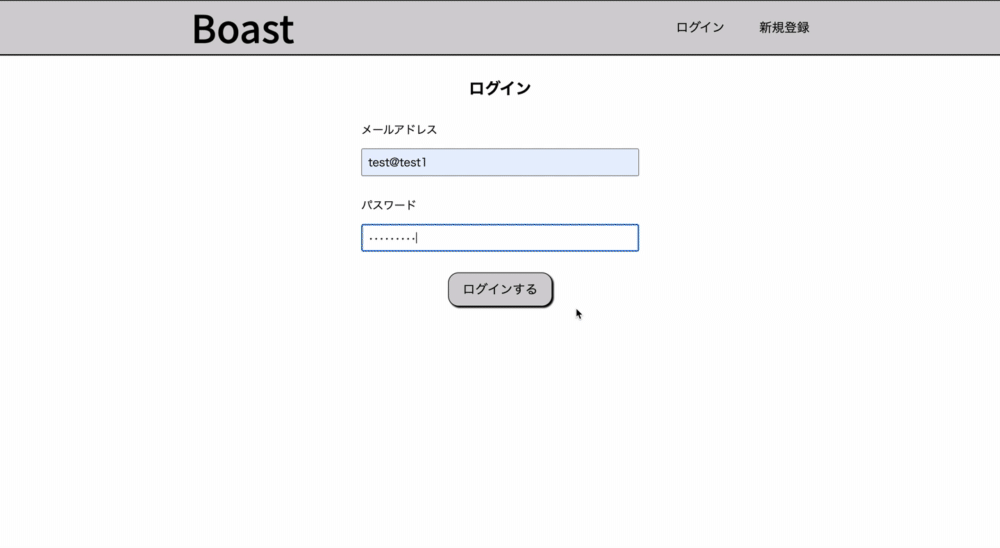 Boast
ログイン 新規登録
ログイン
メールアドレス
test@test1
パスワード
·········
ログインする